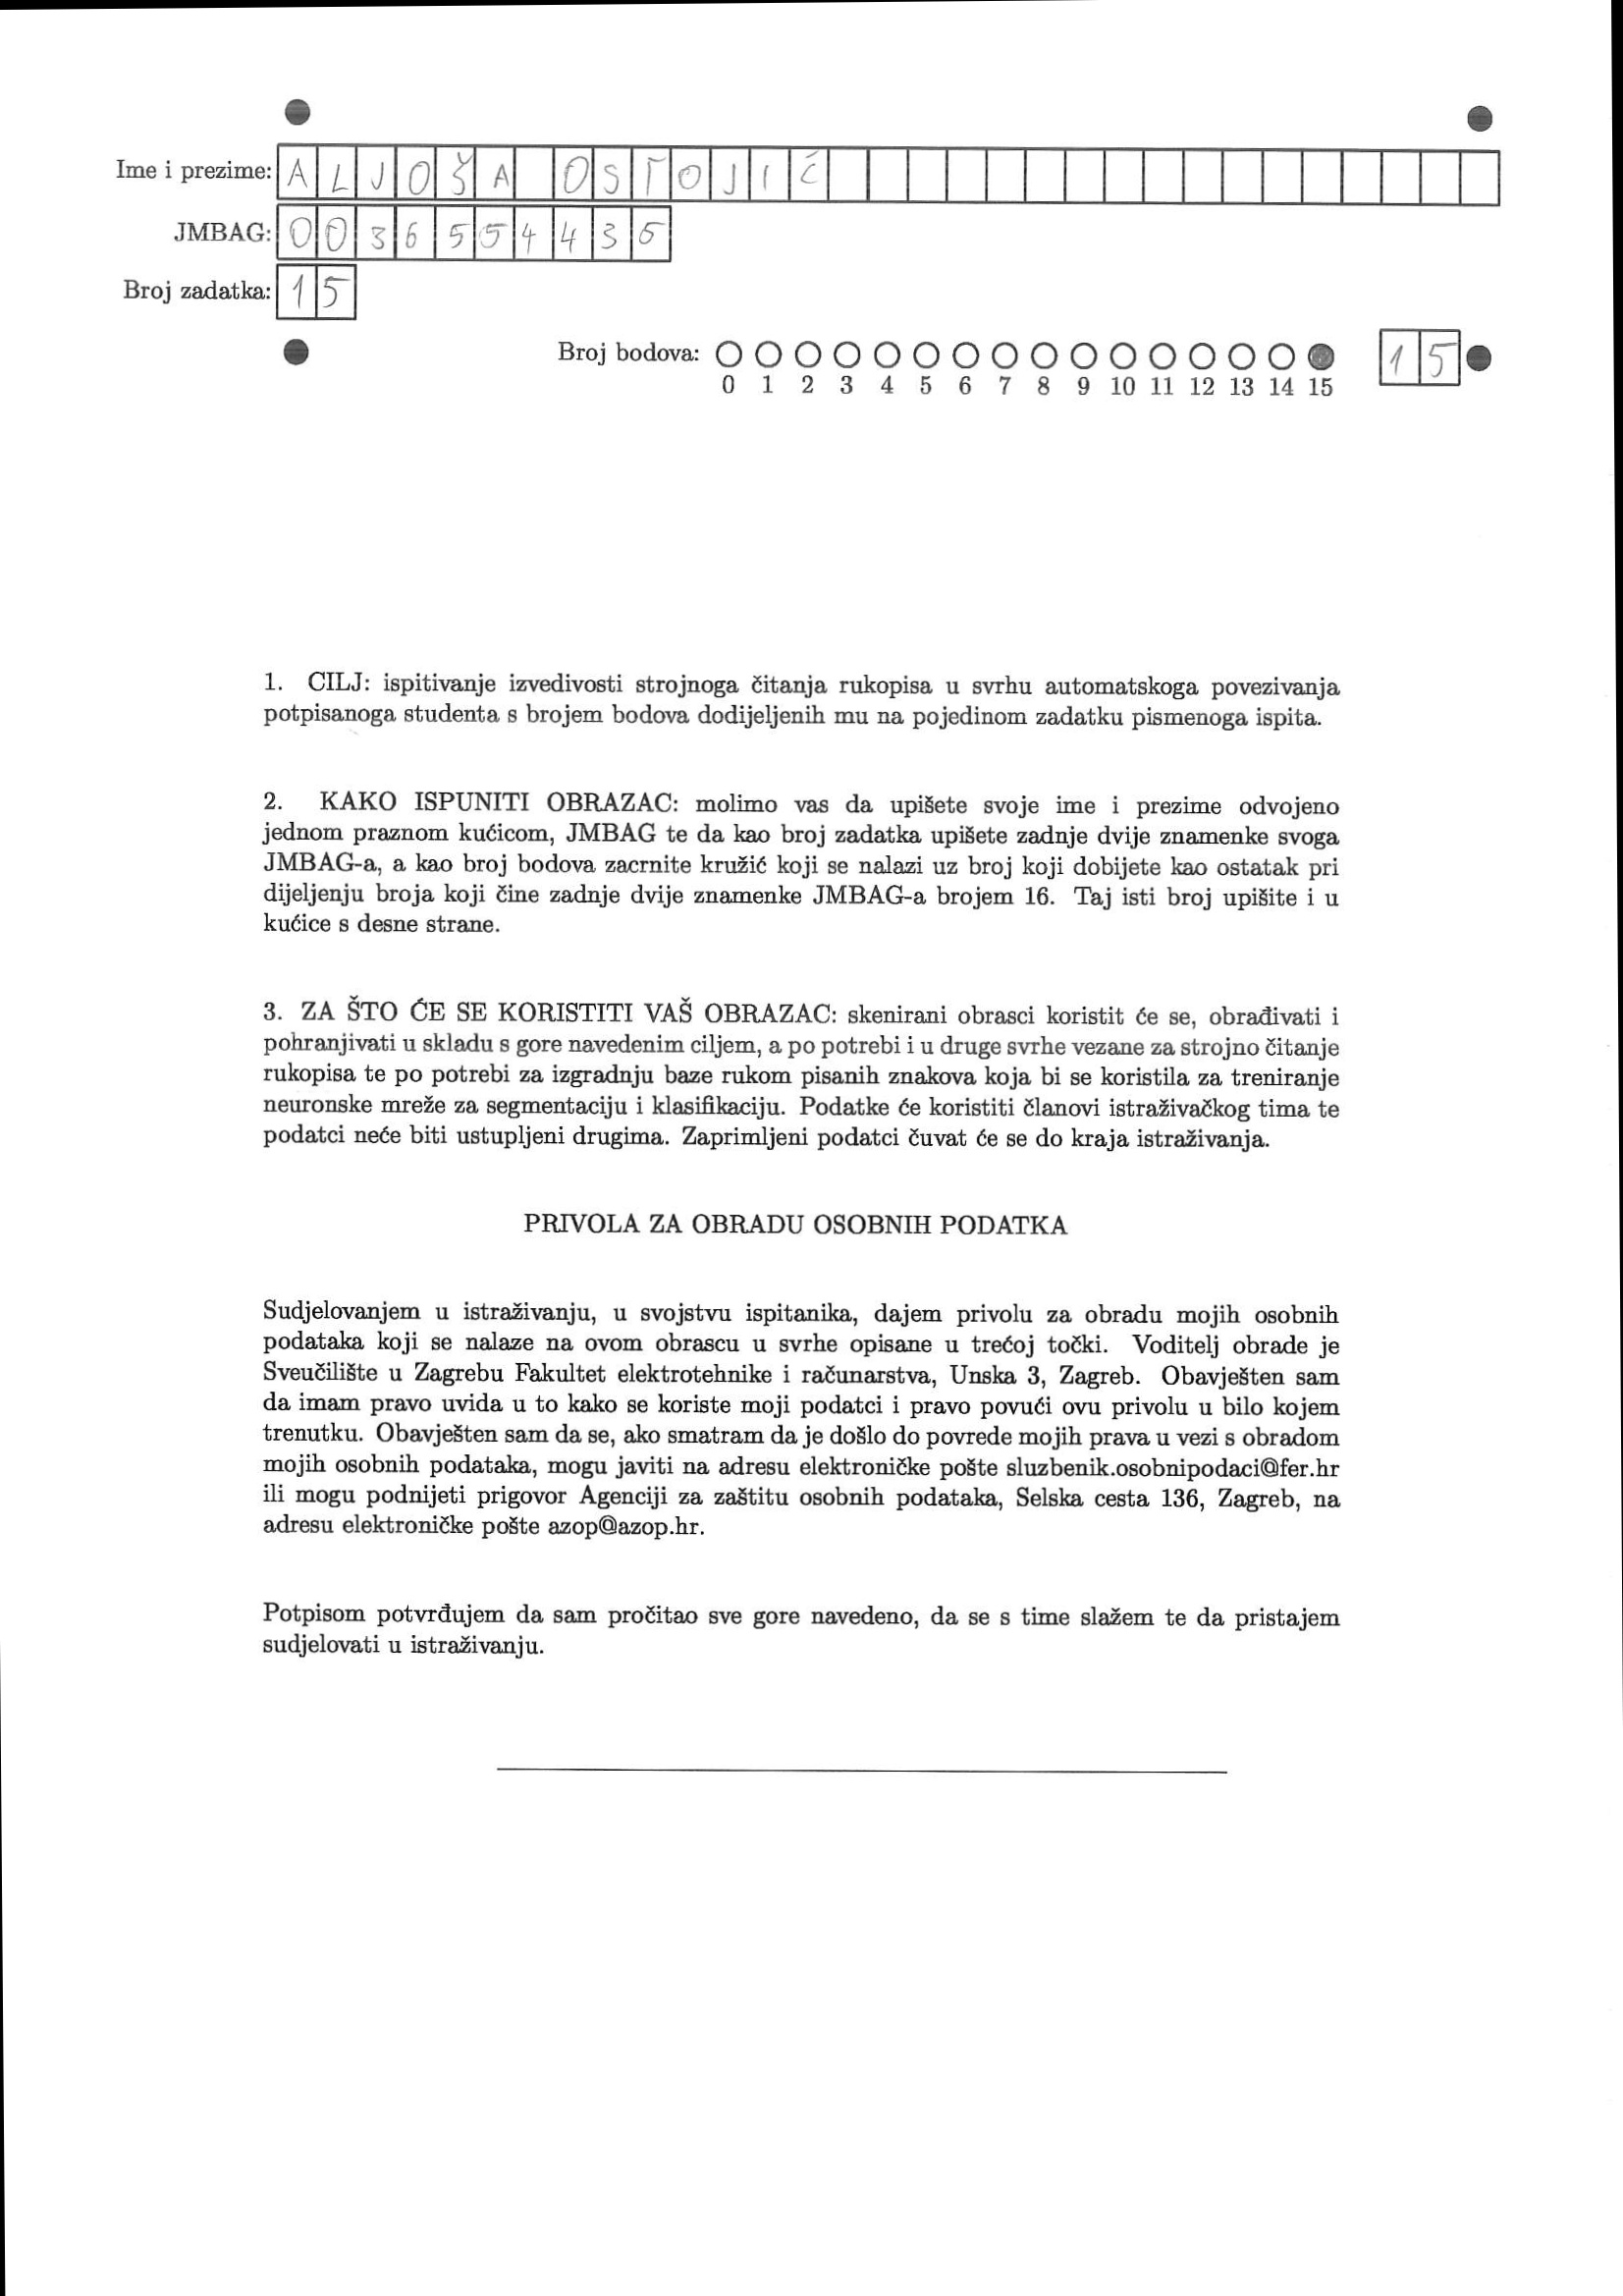 Ime i prezime: ALJOŠA OSTOJIĆ
JMBAG: 0036554435
Broj zadatka: 15
Broj bodova: 0 1 2 3 4 5 6 7 8 9 10 11 12 13 14 15 15
1. CILJ: ispitivanje izvedivosti strojnoga čitanja rukopisa u svrhu automatskoga povezivanja
potpisanoga studenta s brojem bodova dodijeljenih mu na pojedinom zadatku pismenoga ispita.
2. KAKO ISPUNITI OBRAZAC: molimo vas da upišete svoje ime i prezime odvojeno
jednom praznom kućicom, JMBAG te da kao broj zadatka upišete zadnje dvije znamenke svoga
JMBAG-a, a kao broj bodova zacrnite kružić koji se nalazi uz broj koji dobijete kao ostatak pri
dijeljenju broja koji čine zadnje dvije znamenke JMBAG-a brojem 16. Taj isti broj upišite i u
kućice s desne strane.
3. ZA ŠTO ĆE SE KORISTITI VAŠ OBRAZAC: skenirani obrasci koristit će se, obrađivati i
pohranjivati u skladu s gore navedenim ciljem, a po potrebi i u druge svrhe vezane za strojno čitanje
rukopisa te po potrebi za izgradnju baze rukom pisanih znakova koja bi se koristila za treniranje
neuronske mreže za segmentaciju i klasifikaciju. Podatke će koristiti članovi istraživačkog tima te
podatci neće biti ustupljeni drugima. Zaprimljeni podatci čuvat će se do kraja istraživanja.
PRIVOLA ZA OBRADU OSOBNIH PODATKA
Sudjelovanjem u istraživanju, u svojstvu ispitanika, dajem privolu za obradu mojih osobnih
podataka koji se nalaze na ovom obrascu u svrhe opisane u trećoj točki. Voditelj obrade je
Sveučilište u Zagrebu Fakultet elektrotehnike i računarstva, Unska 3, Zagreb. Obavješten sam
da imam pravo uvida u to kako se koriste moji podatci i pravo povući ovu privolu u bilo kojem
trenutku. Obavješten sam da se, ako smatram da je došlo do povrede mojih prava u vezi s obradom
mojih osobnih podataka, mogu javiti na adresu elektroničke pošte sluzbenik.osobnipodaci@fer.hr
ili mogu podnijeti prigovor Agenciji za zaštitu osobnih podataka, Selska cesta 136, Zagreb, na
adresu elektroničke pošte azop@azop.hr.
Potpisom potvrđujem da sam pročitao sve gore navedeno, da se s time slažem te da pristajem
sudjelovati u istraživanju.